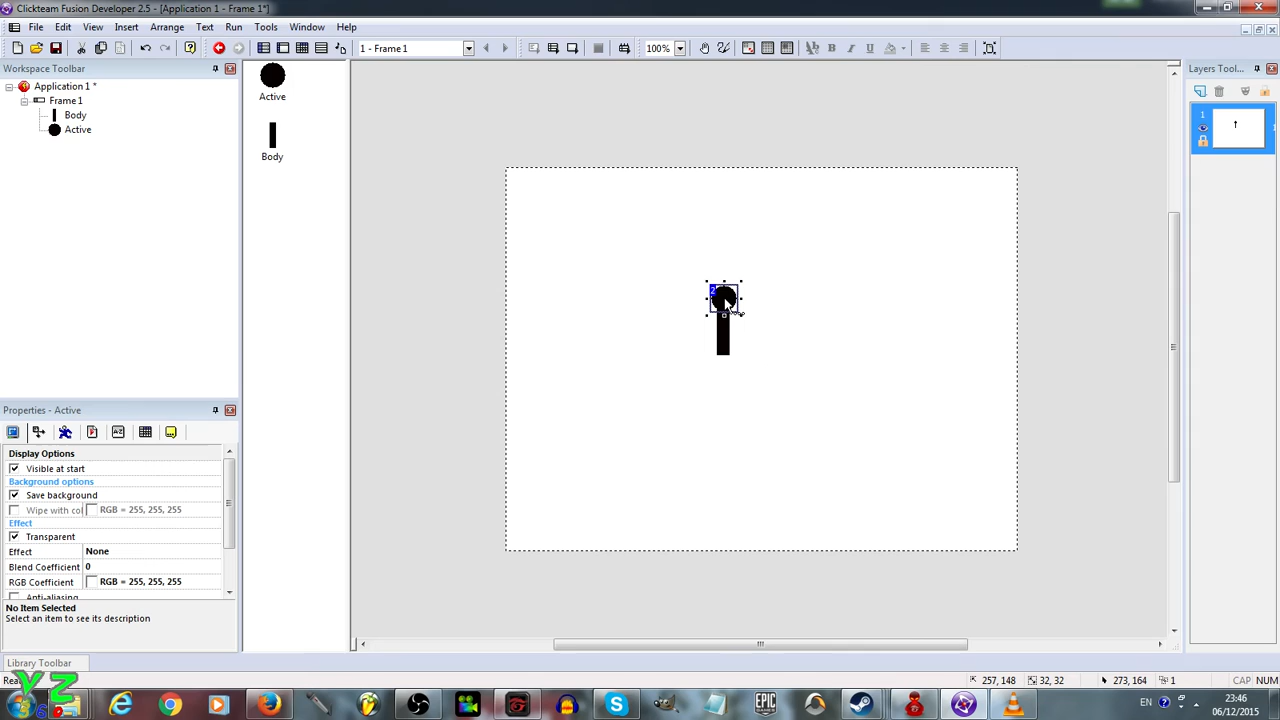 Clickteam Fusion Developer 2.5 - [Application 1 - Frame 1*]
File Edit View Insert Arrange Text Run Tools Window Help
1 - Frame 1
100%
Workspace Toolbar
Application 1 *
Frame 1
Body
Active
Active
Body
Layers Tool...
1
2
Properties - Active
Display Options
Visible at start
Background options
Save background
Wipe with col RGB = 255, 255, 255
Effect
Transparent
Effect None
Blend Coefficient 0
RGB Coefficient RGB = 255, 255, 255
Anti-aliasing
No Item Selected
Select an item to see its description
Library Toolbar
257, 148 32, 32 273, 164 1 CAP NUM
YZ
EPIC GAMES
EN 23:46
06/12/2015